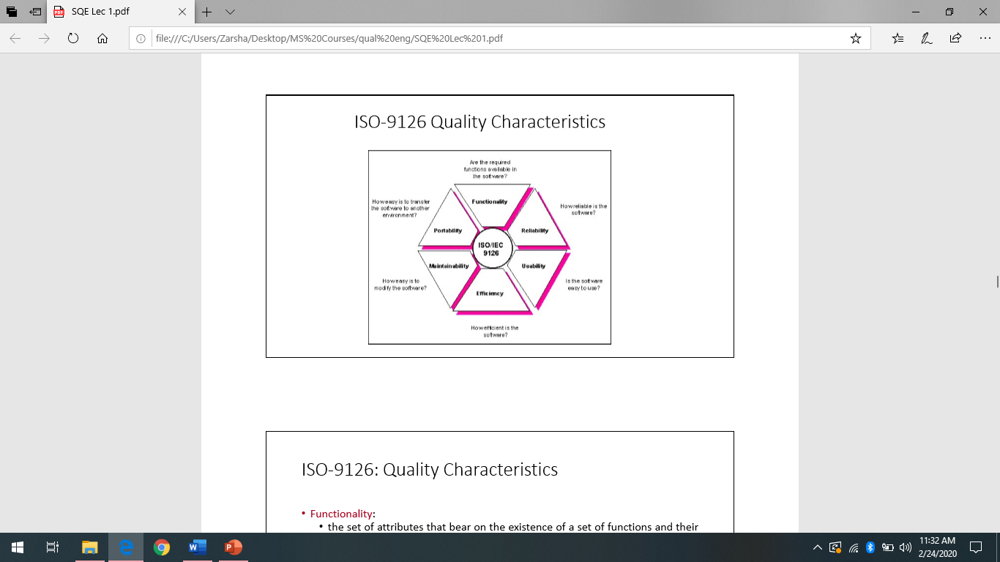 SQE Lec 1.pdf
file:///C:/Users/Zarsha/Desktop/MS%20Courses/qual%20eng/SQE%20Lec%201.pdf
ISO-9126 Quality Characteristics
Are the required
functions available in
the software?
Functionality
How easy is to transfer
the software to another
environment?
Portability
How reliable is the
software?
Reliability
ISO/IEC
9126
Maintainability
How easy is to
modify the software?
Usability
Is the software
easy to use?
Efficiency
How efficient is the
software?
ISO-9126: Quality Characteristics
• Functionality:
• the set of attributes that bear on the existence of a set of functions and their
11:32 AM
2/24/2020